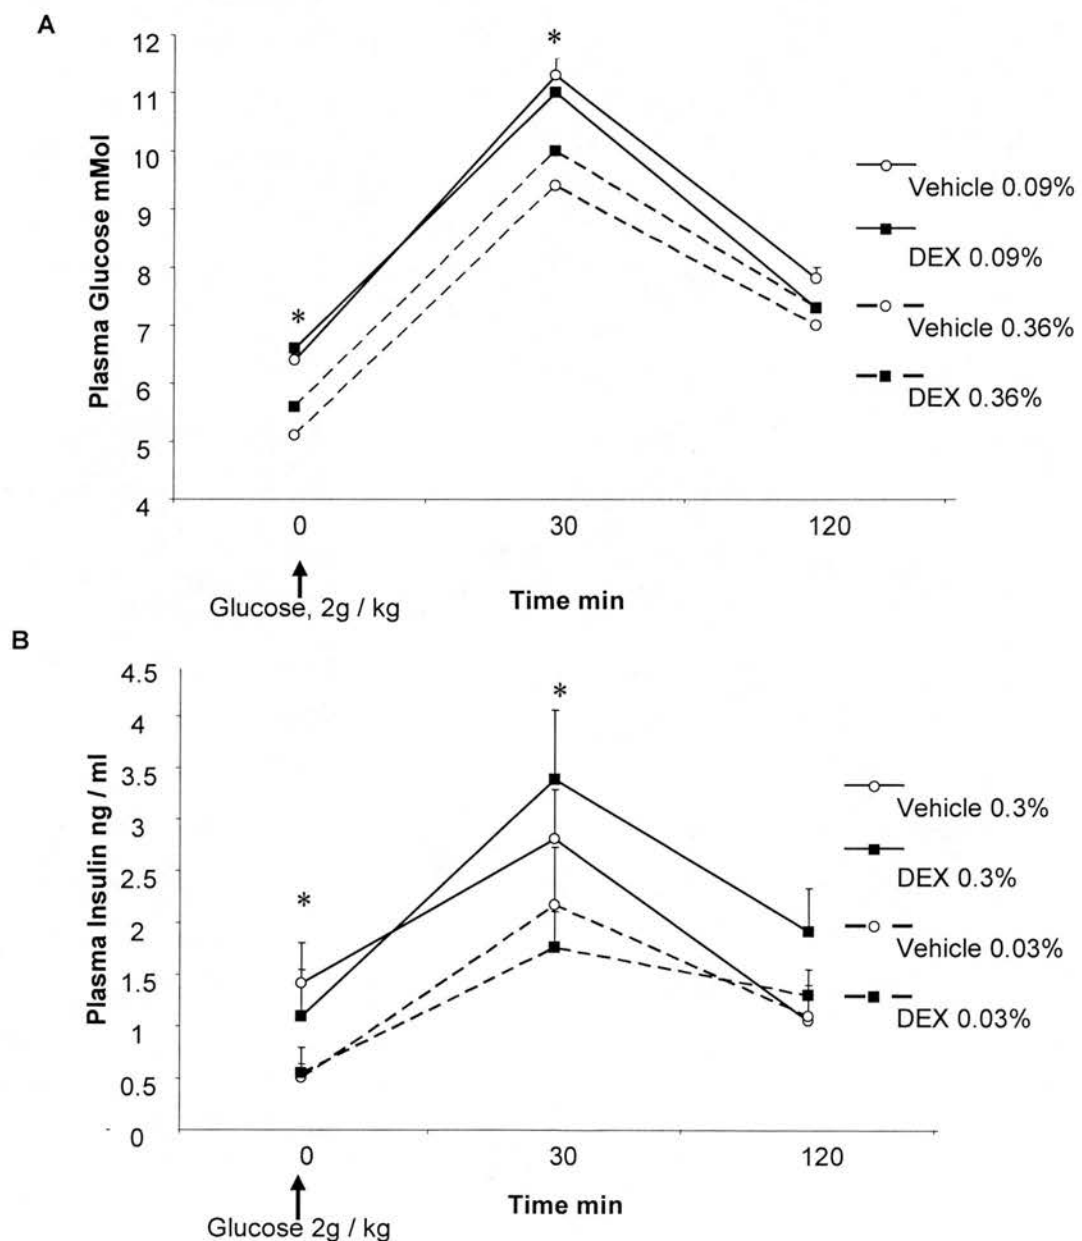 A
Plasma Glucose mMol
12
11
10
9
8
7
6
5
4
*
*
0
30
120
Glucose, 2g / kg
Time min
Vehicle 0.09%
DEX 0.09%
Vehicle 0.36%
DEX 0.36%
B
Plasma Insulin ng / ml
4.5
4
3.5
3
2.5
2
1.5
1
0.5
0
*
*
0
30
120
Glucose 2g / kg
Time min
Vehicle 0.3%
DEX 0.3%
Vehicle 0.03%
DEX 0.03%